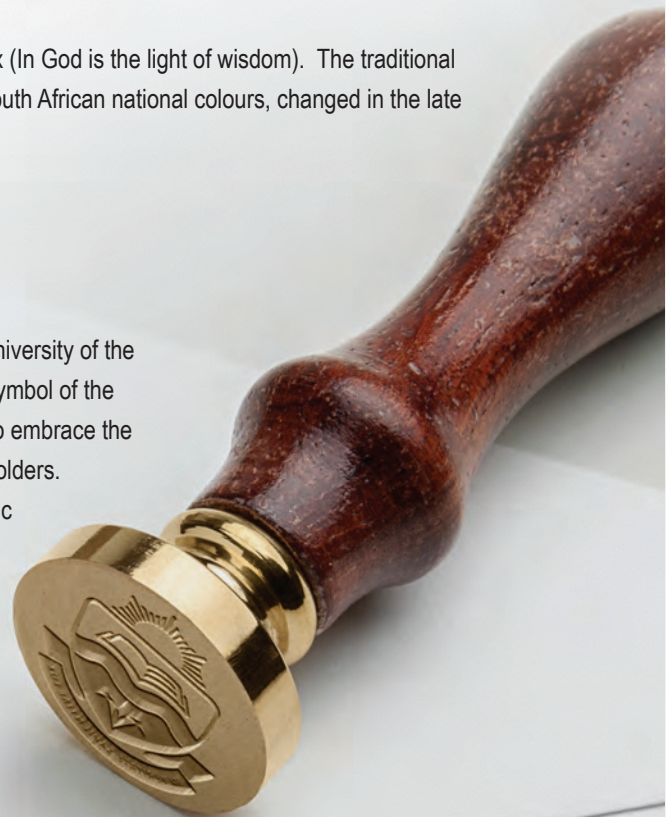 x (In God is the light of wisdom).  The traditional
outh African national colours, changed in the late
niversity of the
ymbol of the
o embrace the
olders.
c